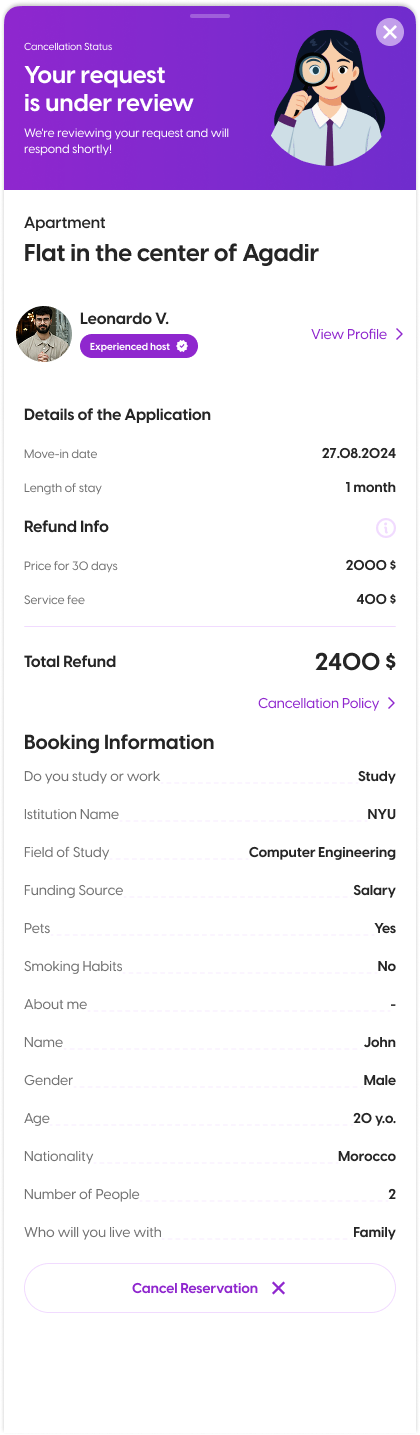 Cancellation Status
Your request
is under review
We're reviewing your request and will
respond shortly!
Apartment
Flat in the center of Agadir
Leonardo V.
Experienced host
View Profile
Details of the Application
Move-in date 27.08.2024
Length of stay 1 month
Refund Info
Price for 30 days 2000 $
Service fee 400 $
Total Refund 2400 $
Cancellation Policy
Booking Information
Do you study or work Study
Istitution Name NYU
Field of Study Computer Engineering
Funding Source Salary
Pets Yes
Smoking Habits No
About me -
Name John
Gender Male
Age 20 y.o.
Nationality Morocco
Number of People 2
Who will you live with Family
Cancel Reservation